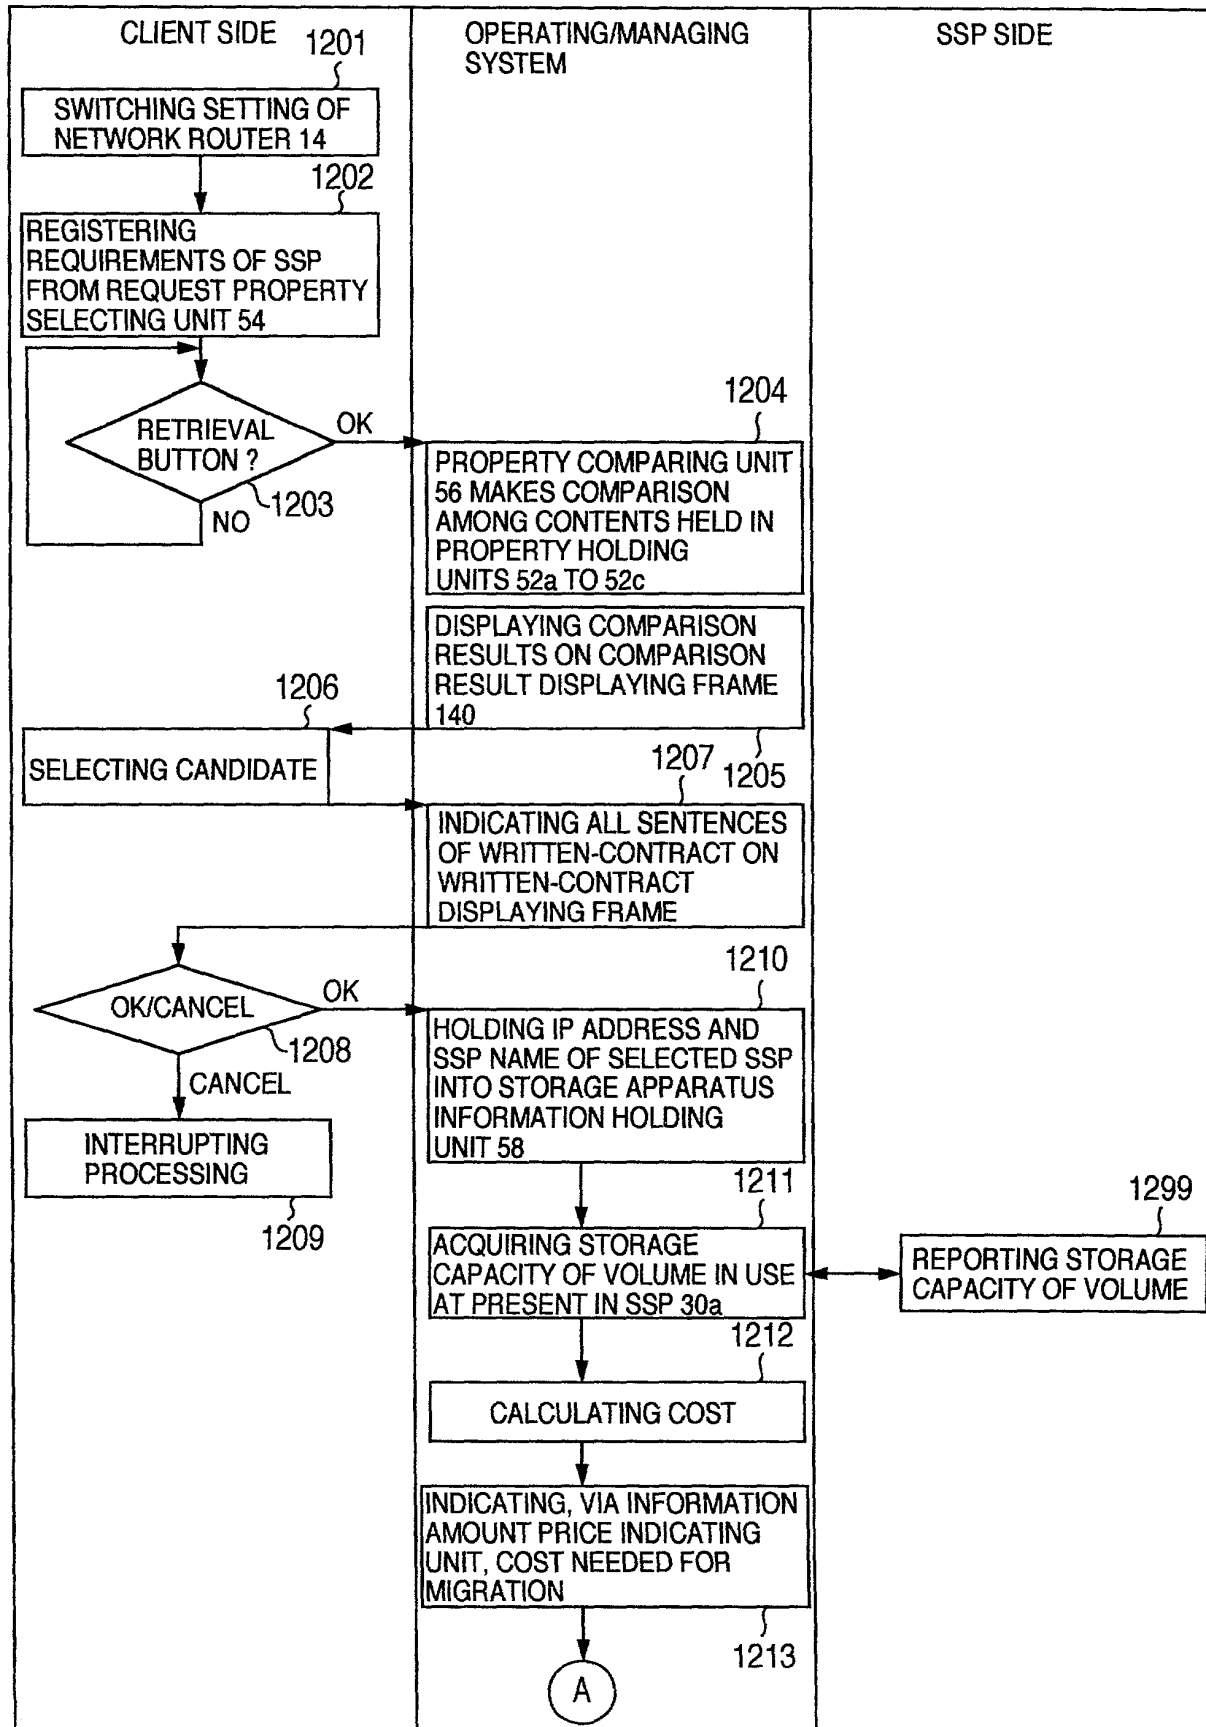 CLIENT SIDE
OPERATING/MANAGING
SYSTEM
SSP SIDE
1201
SWITCHING SETTING OF
NETWORK ROUTER 14
1202
REGISTERING
REQUIREMENTS OF SSP
FROM REQUEST PROPERTY
SELECTING UNIT 54
RETRIEVAL
BUTTON ?
OK
1203
NO
1204
PROPERTY COMPARING UNIT
56 MAKES COMPARISON
AMONG CONTENTS HELD IN
PROPERTY HOLDING
UNITS 52a TO 52c
DISPLAYING COMPARISON
RESULTS ON COMPARISON
RESULT DISPLAYING FRAME
140
1205
1206
SELECTING CANDIDATE
1207
INDICATING ALL SENTENCES
OF WRITTEN-CONTRACT ON
WRITTEN-CONTRACT
DISPLAYING FRAME
OK/CANCEL
OK
1208
CANCEL
INTERRUPTING
PROCESSING
1209
1210
HOLDING IP ADDRESS AND
SSP NAME OF SELECTED SSP
INTO STORAGE APPARATUS
INFORMATION HOLDING
UNIT 58
1211
ACQUIRING STORAGE
CAPACITY OF VOLUME IN USE
AT PRESENT IN SSP 30a
1299
REPORTING STORAGE
CAPACITY OF VOLUME
1212
CALCULATING COST
INDICATING, VIA INFORMATION
AMOUNT PRICE INDICATING
UNIT, COST NEEDED FOR
MIGRATION
1213
A